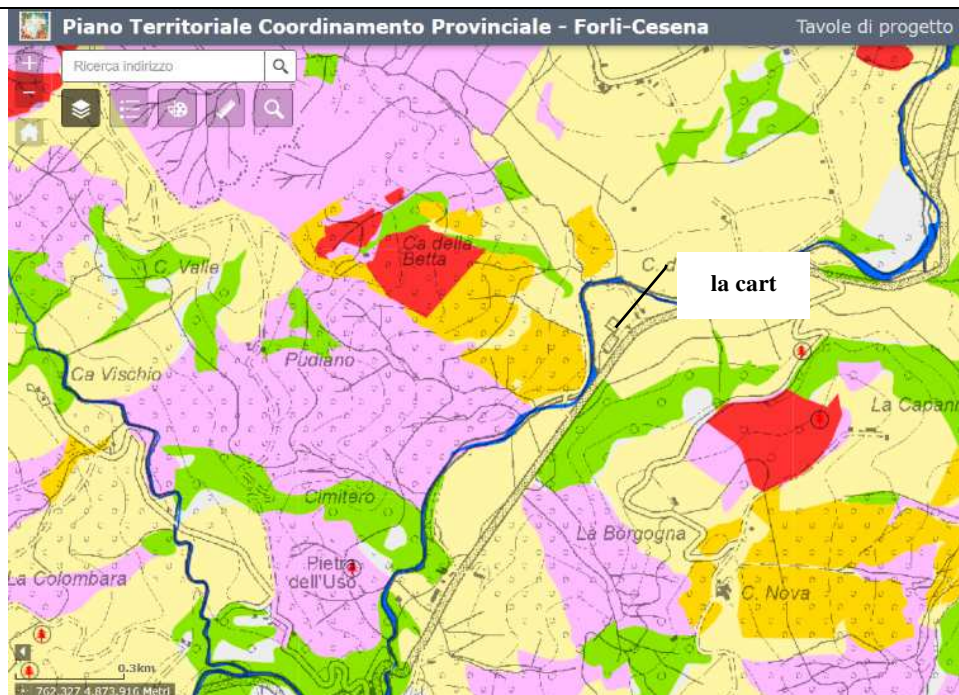 Piano Territoriale Coordinamento Provinciale - Forlì-Cesena
Tavole di progetto
Ricerca indirizzo
Ca della
Betta
C. d
la cart
C. Valle
Pudiano
Ca Vischio
La Capann
Cimitero
La Borgogna
Pietra
dell'Uso
La Colombara
C. Nova
0.3km
762.327 4.873.916 Metri